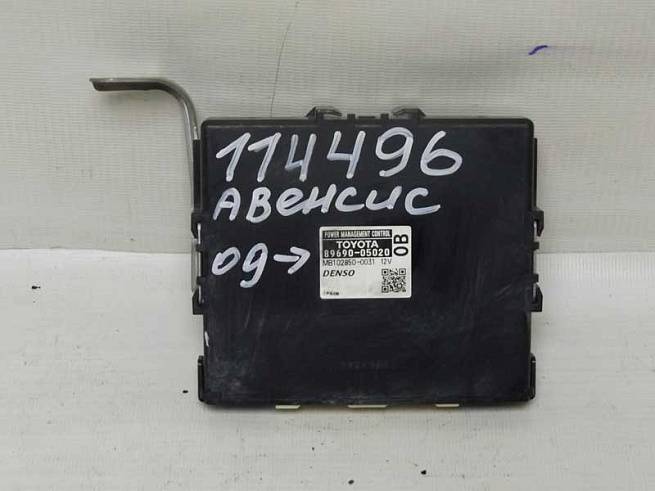 114496
Авенсис
09→
POWER MANAGEMENT CONTROL
TOYOTA
89690-05020
0B
MB102850-0031 12V
DENSO